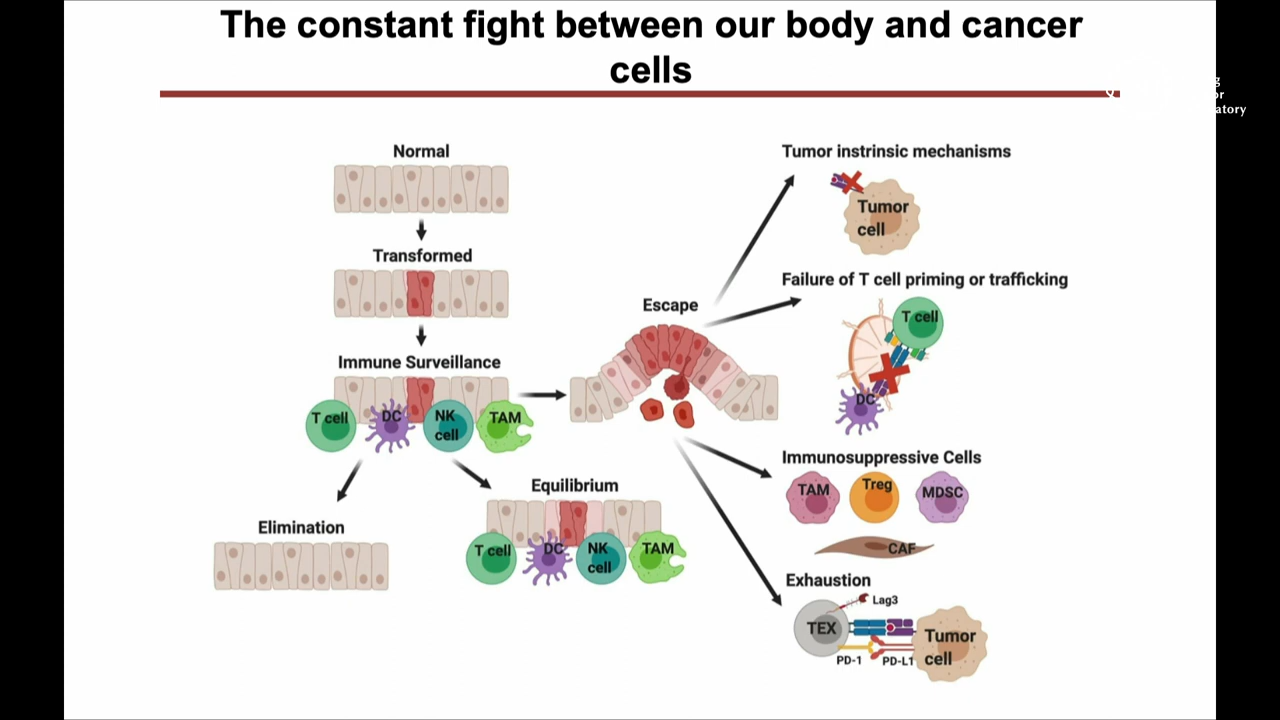 The constant fight between our body and cancer
cells
atory
Normal
Transformed
Immune Surveillance
T cell
DC
NK
cell
TAM
Elimination
Equilibrium
T cell
DC
NK
cell
TAM
Escape
Tumor instrinsic mechanisms
Tumor
cell
Failure of T cell priming or trafficking
T cell
DC
Immunosuppressive Cells
TAM
Treg
MDSC
CAF
Exhaustion
Lag3
TEX
PD-1
PD-L1
Tumor
cell